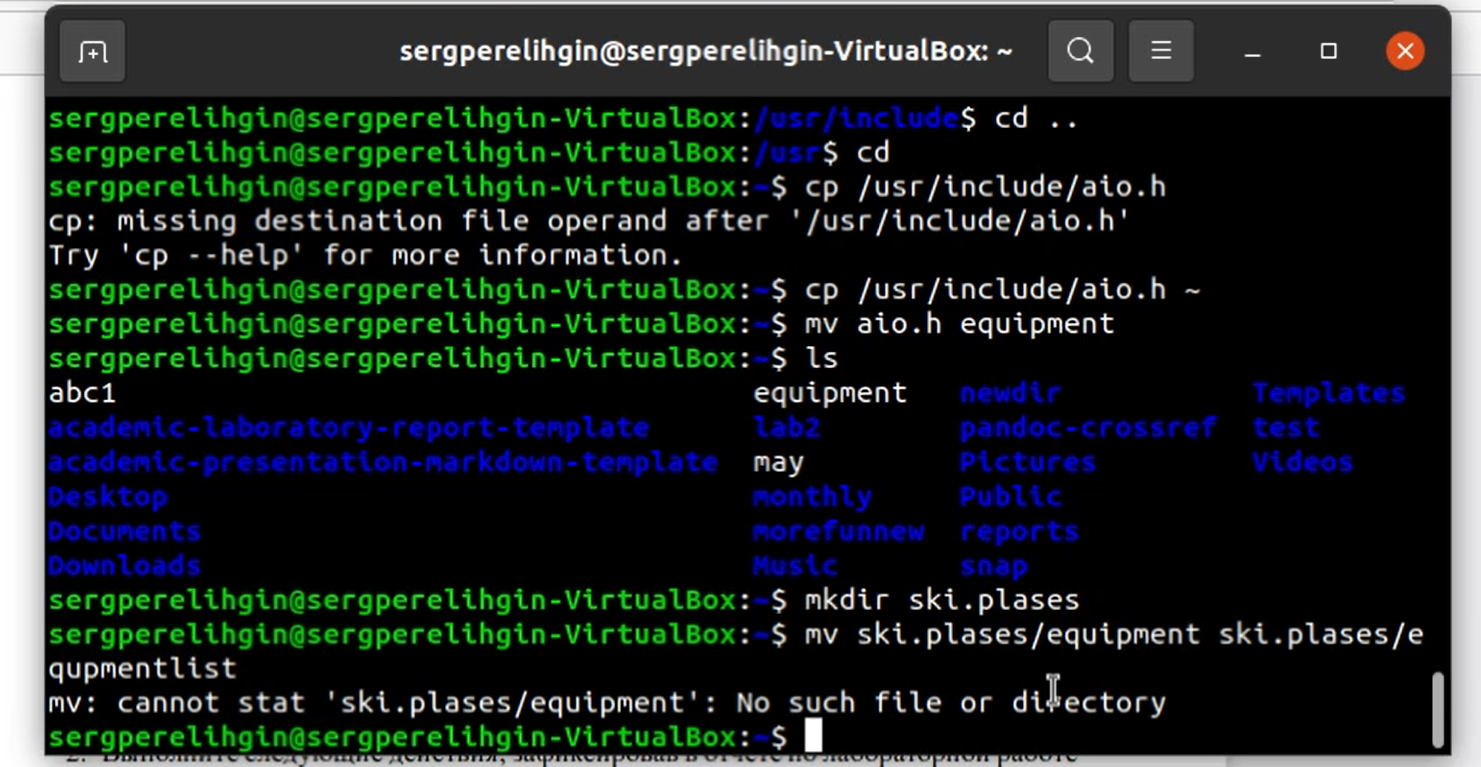 sergperelihgin@sergperelihgin-VirtualBox: ~
sergperelihgin@sergperelihgin-VirtualBox:/usr/include$ cd ..
sergperelihgin@sergperelihgin-VirtualBox:/usr$ cd
sergperelihgin@sergperelihgin-VirtualBox:~$ cp /usr/include/aio.h
cp: missing destination file operand after '/usr/include/aio.h'
Try 'cp --help' for more information.
sergperelihgin@sergperelihgin-VirtualBox:~$ cp /usr/include/aio.h ~
sergperelihgin@sergperelihgin-VirtualBox:~$ mv aio.h equipment
sergperelihgin@sergperelihgin-VirtualBox:~$ ls
abc1 equipment newdir Templates
academic-laboratory-report-template lab2 pandoc-crossref test
academic-presentation-markdown-template may Pictures Videos
Desktop monthly Public
Documents morefunnew reports
Downloads Music snap
sergperelihgin@sergperelihgin-VirtualBox:~$ mkdir ski.plases
sergperelihgin@sergperelihgin-VirtualBox:~$ mv ski.plases/equipment ski.plases/e
qupmentlist
mv: cannot stat 'ski.plases/equipment': No such file or directory
sergperelihgin@sergperelihgin-VirtualBox:~$
2. Выполните следующие действия, зафиксировав в отчёте по лабораторной работе